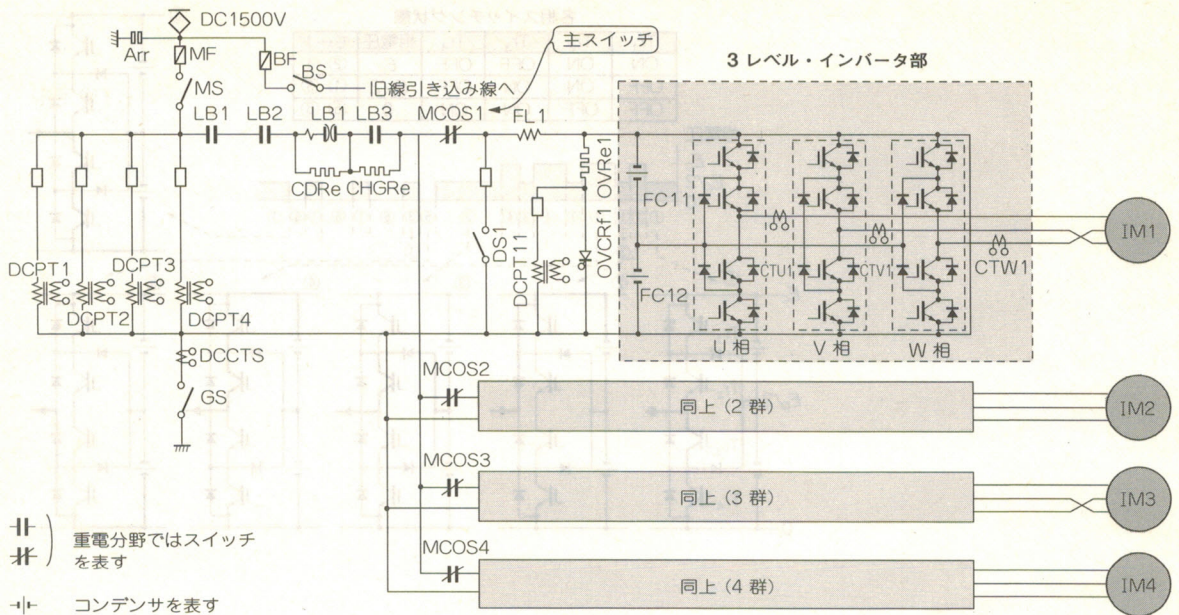 DC1500V
Arr
MF
BF
MS
BS
旧線引き込み線へ
主スイッチ
3 レベル・インバータ部
LB1
LB2
LB1
LB3
MCOS1
FL1
CDRe
CHGRe
OVRe1
FC11
FC12
DS1
DCPT11
OVCRf1
CTU1
CTV1
CTW1
IM1
DCPT1
DCPT2
DCPT3
DCPT4
U 相
V 相
W 相
DCCTS
GS
MCOS2
同上 (2 群)
IM2
MCOS3
同上 (3 群)
IM3
MCOS4
同上 (4 群)
IM4
重電分野ではスイッチ
を表す
コンデンサを表す